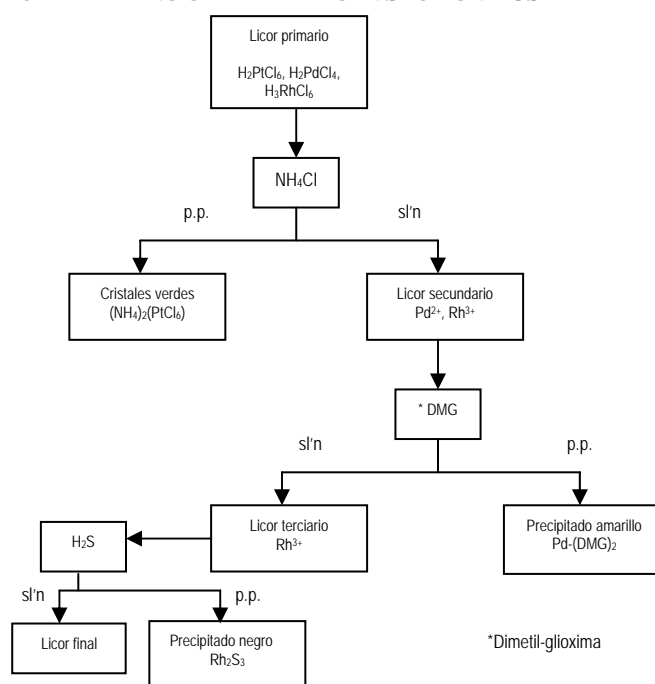 Licor primario
H₂PtCl₆, H₂PdCl₄,
H₃RhCl₆
NH₄Cl
p.p.
sl'n
Cristales verdes
(NH₄)₂(PtCl₆)
Licor secundario
Pd²⁺, Rh³⁺
* DMG
sl'n
p.p.
H₂S
Licor terciario
Rh³⁺
Precipitado amarillo
Pd-(DMG)₂
sl'n
p.p.
Licor final
Precipitado negro
Rh₂S₃
*Dimetil-glioxima